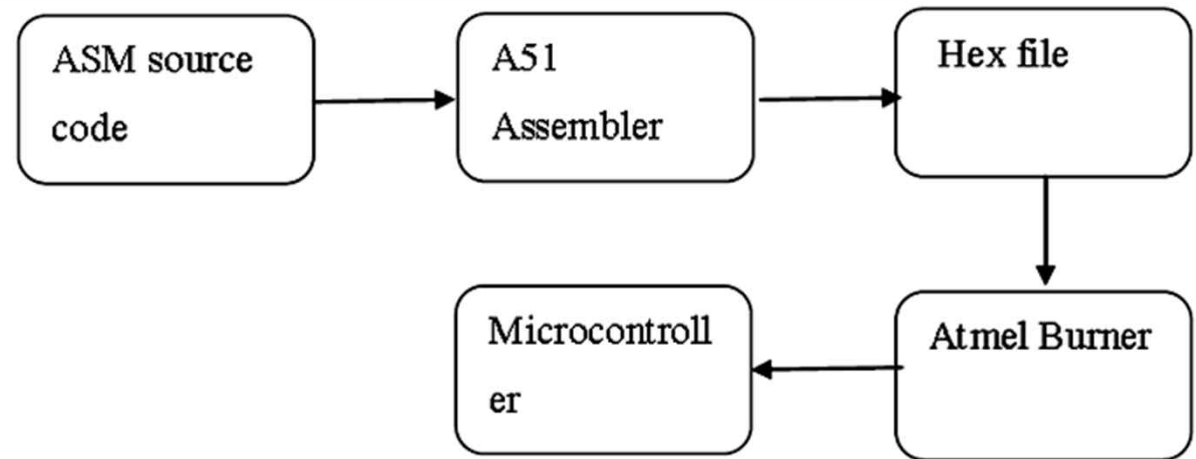 ASM source
code
A51
Assembler
Hex file
Atmel Burner
Microcontroll
er